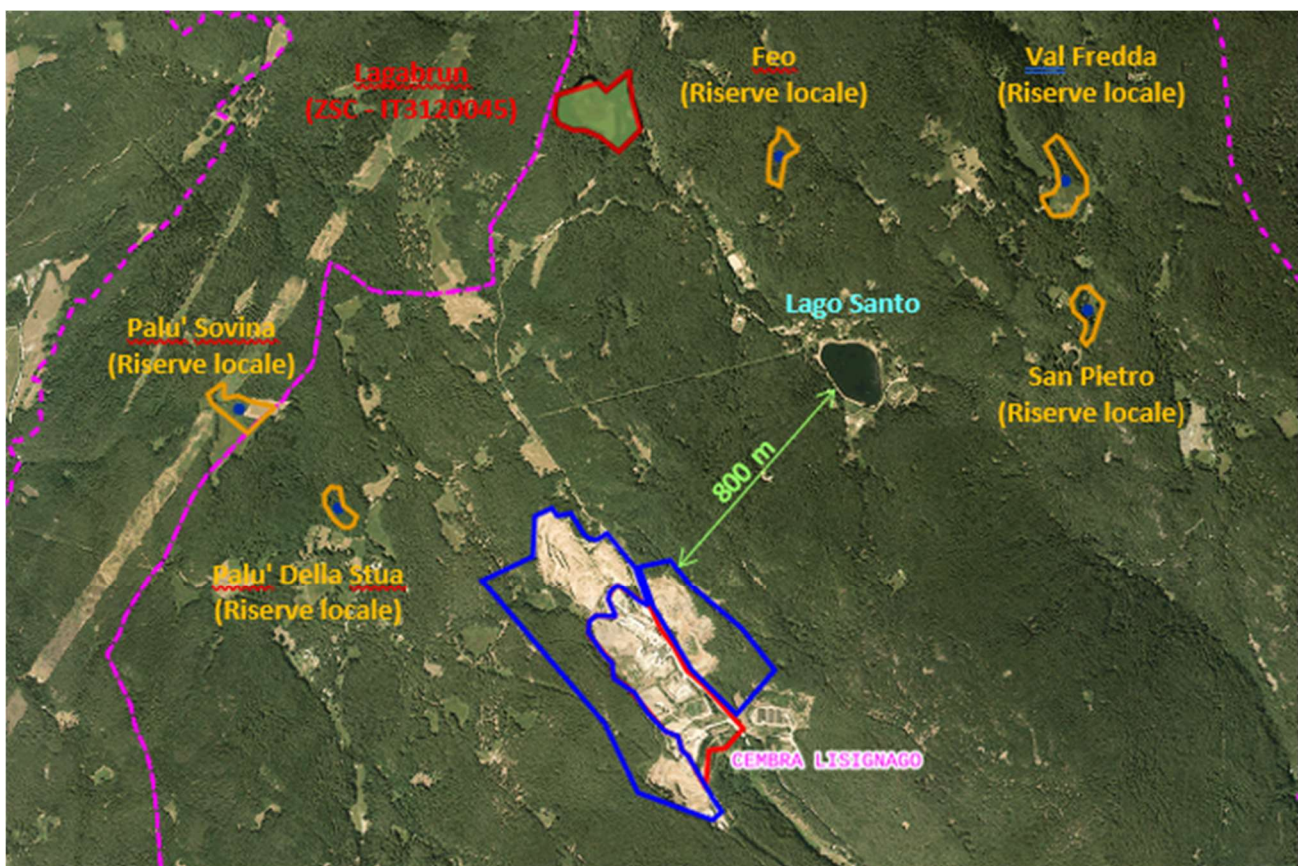 Lagabrun
(ZSC - IT3120045)
Feo
(Riserve locale)
Val Fredda
(Riserve locale)
Lago Santo
Palu' Sovina
(Riserve locale)
San Pietro
(Riserve locale)
800 m
Palu' Della Stua
(Riserve locale)
CEMBRA LISIGNAGO